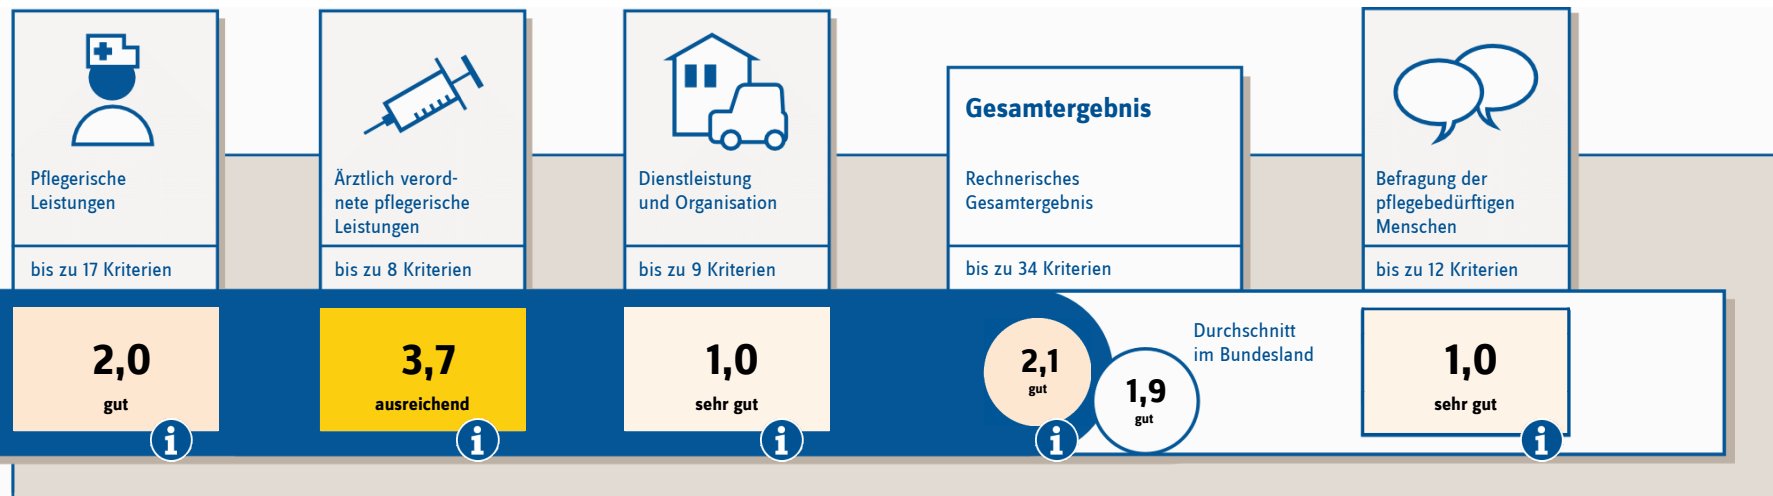 Pflegerische
Leistungen
bis zu 17 Kriterien
2,0
gut
i
Ärztlich verord-
nete pflegerische
Leistungen
bis zu 8 Kriterien
3,7
ausreichend
i
Dienstleistung
und Organisation
bis zu 9 Kriterien
1,0
sehr gut
i
Gesamtergebnis
Rechnerisches
Gesamtergebnis
bis zu 34 Kriterien
2,1
gut
i
1,9
gut
Durchschnitt
im Bundesland
Befragung der
pflegebedürftigen
Menschen
bis zu 12 Kriterien
1,0
sehr gut
i